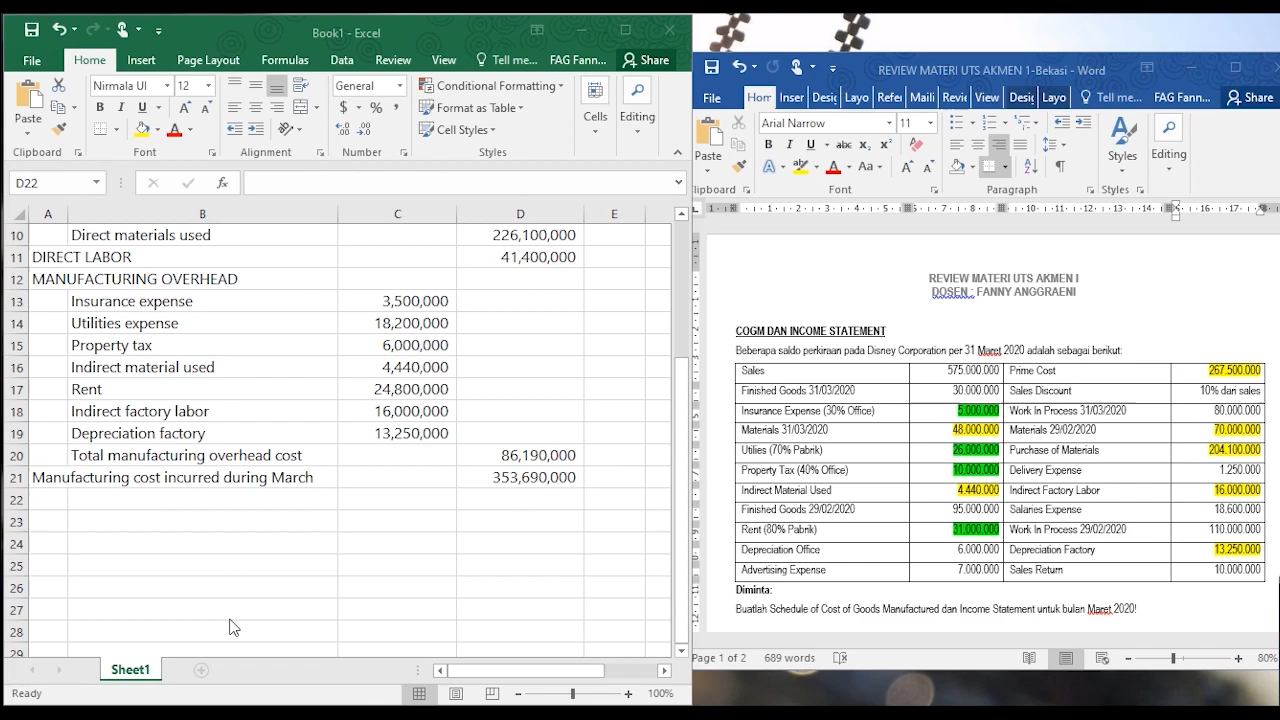 Book1 - Excel
File Home Insert Page Layout Formulas Data Review View Tell me... FAG Fann... Share
Paste
Nirmala UI 12
B I U A A
General
$ % ,
Conditional Formatting
Format as Table
Cell Styles
Cells
Editing
Clipboard Font Alignment Number Styles
D22 fx
A B C D E
10 Direct materials used 226,100,000
11 DIRECT LABOR 41,400,000
12 MANUFACTURING OVERHEAD
13 Insurance expense 3,500,000
14 Utilities expense 18,200,000
15 Property tax 6,000,000
16 Indirect material used 4,440,000
17 Rent 24,800,000
18 Indirect factory labor 16,000,000
19 Depreciation factory 13,250,000
20 Total manufacturing overhead cost 86,190,000
21 Manufacturing cost incurred during March 353,690,000
22
23
24
25
26
27
28
29
Sheet1
Ready 100%
REVIEW MATERI UTS AKMEN 1-Bekasi - Word
File Hom Inser Desig Layo Refer Maili Revie View Desig Layo Tell me... FAG Fann... Share
Paste
Arial Narrow 11
B I U abc x₂ x²
A A Aa A A
Styles
Editing
Clipboard Font Paragraph Styles
REVIEW MATERI UTS AKMEN I
DOSEN : FANNY ANGGRAENI
COGM DAN INCOME STATEMENT
Beberapa saldo perkiraan pada Disney Corporation per 31 Maret 2020 adalah sebagai berikut:
Sales 575.000.000 Prime Cost 267.500.000
Finished Goods 31/03/2020 30.000.000 Sales Discount 10% dari sales
Insurance Expense (30% Office) 5.000.000 Work In Process 31/03/2020 80.000.000
Materials 31/03/2020 48.000.000 Materials 29/02/2020 70.000.000
Utilies (70% Pabrik) 26.000.000 Purchase of Materials 204.100.000
Property Tax (40% Office) 10.000.000 Delivery Expense 1.250.000
Indirect Material Used 4.440.000 Indirect Factory Labor 16.000.000
Finished Goods 29/02/2020 95.000.000 Salaries Expense 18.600.000
Rent (80% Pabrik) 31.000.000 Work In Process 29/02/2020 110.000.000
Depreciation Office 6.000.000 Depreciation Factory 13.250.000
Advertising Expense 7.000.000 Sales Return 10.000.000
Diminta:
Buatlah Schedule of Cost of Goods Manufactured dan Income Statement untuk bulan Maret 2020!
Page 1 of 2 689 words 80%